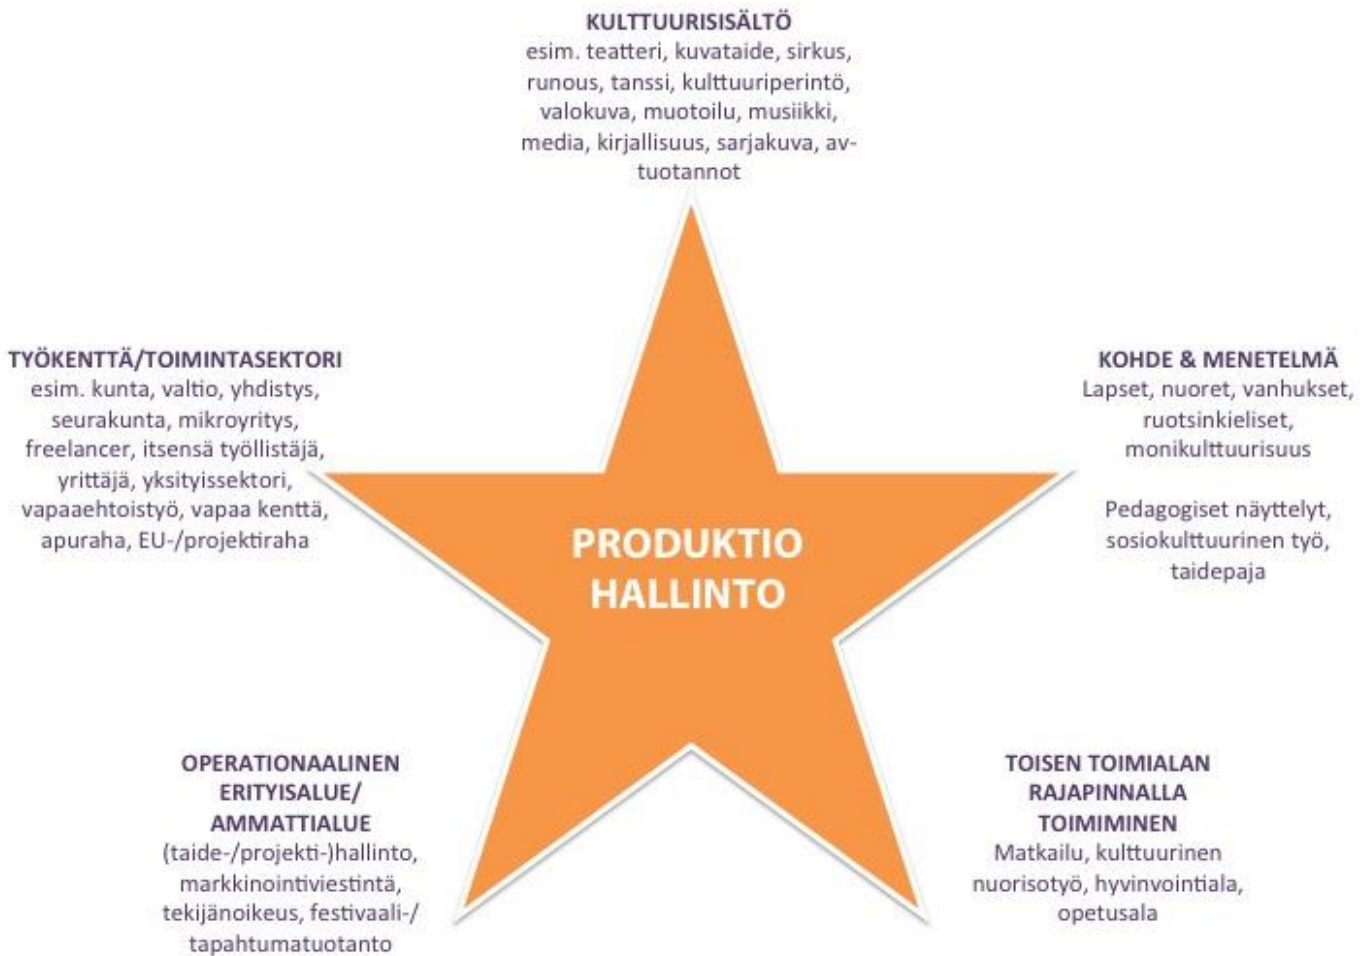 KULTTUURISISÄLTÖ
esim. teatteri, kuvataide, sirkus,
runous, tanssi, kulttuuriperintö,
valokuva, muotoilu, musiikki,
media, kirjallisuus, sarjakuva, av-
tuotannot
TYÖKENTTÄ/TOIMINTASEKTORI
esim. kunta, valtio, yhdistys,
seurakunta, mikroyritys,
freelancer, itsensä työllistäjä,
yrittäjä, yksityissektori,
vapaaehtoistyö, vapaa kenttä,
apuraha, EU-/projektiraha
KOHDE & MENETELMÄ
Lapset, nuoret, vanhukset,
ruotsinkieliset,
monikulttuurisuus
Pedagogiset näyttelyt,
sosiokulttuurinen työ,
taidepaja
PRODUKTIO
HALLINTO
OPERATIONAALINEN
ERITYISALUE/
AMMATTIALUE
(taide-/projekti-)hallinto,
markkinointiviestintä,
tekijänoikeus, festivaali-/
tapahtumatuotanto
TOISEN TOIMIALAN
RAJAPINNALLA
TOIMIMINEN
Matkailu, kulttuurinen
nuorisotyö, hyvinvointiala,
opetusala